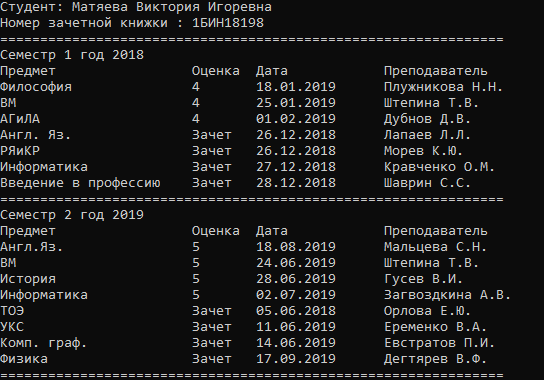 Студент: Матяева Виктория Игоревна
Номер зачетной книжки : 1БИН18198
===============================================================
Семестр 1 год 2018
Предмет Оценка Дата Преподаватель
Философия 4 18.01.2019 Плужникова Н.Н.
ВМ 4 25.01.2019 Штепина Т.В.
АГиЛА 4 01.02.2019 Дубнов Д.В.
Англ. Яз. Зачет 26.12.2018 Лапаев Л.Л.
РЯиКР Зачет 26.12.2018 Морев К.Ю.
Информатика Зачет 27.12.2018 Кравченко О.М.
Введение в профессию Зачет 28.12.2018 Шаврин С.С.
===============================================================
Семестр 2 год 2019
Предмет Оценка Дата Преподаватель
Англ.Яз. 5 18.08.2019 Мальцева С.Н.
ВМ 5 24.06.2019 Штепина Т.В.
История 5 28.06.2019 Гусев В.И.
Информатика 5 02.07.2019 Загвоздкина А.В.
ТОЭ Зачет 05.06.2018 Орлова Е.Ю.
УКС Зачет 11.06.2019 Еременко В.А.
Комп. граф. Зачет 14.06.2019 Евстратов П.И.
Физика Зачет 17.09.2019 Дегтярев В.Ф.
===============================================================